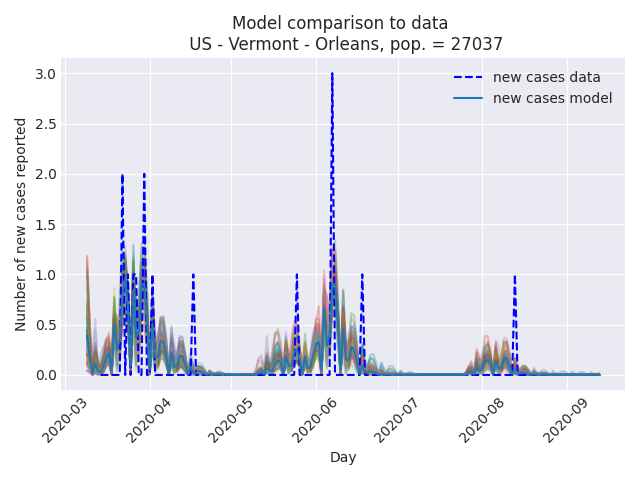 Model comparison to data
US - Vermont - Orleans, pop. = 27037
new cases data
new cases model
Number of new cases reported
3.0
2.5
2.0
1.5
1.0
0.5
0.0
2020-03
2020-04
2020-05
2020-06
2020-07
2020-08
2020-09
Day